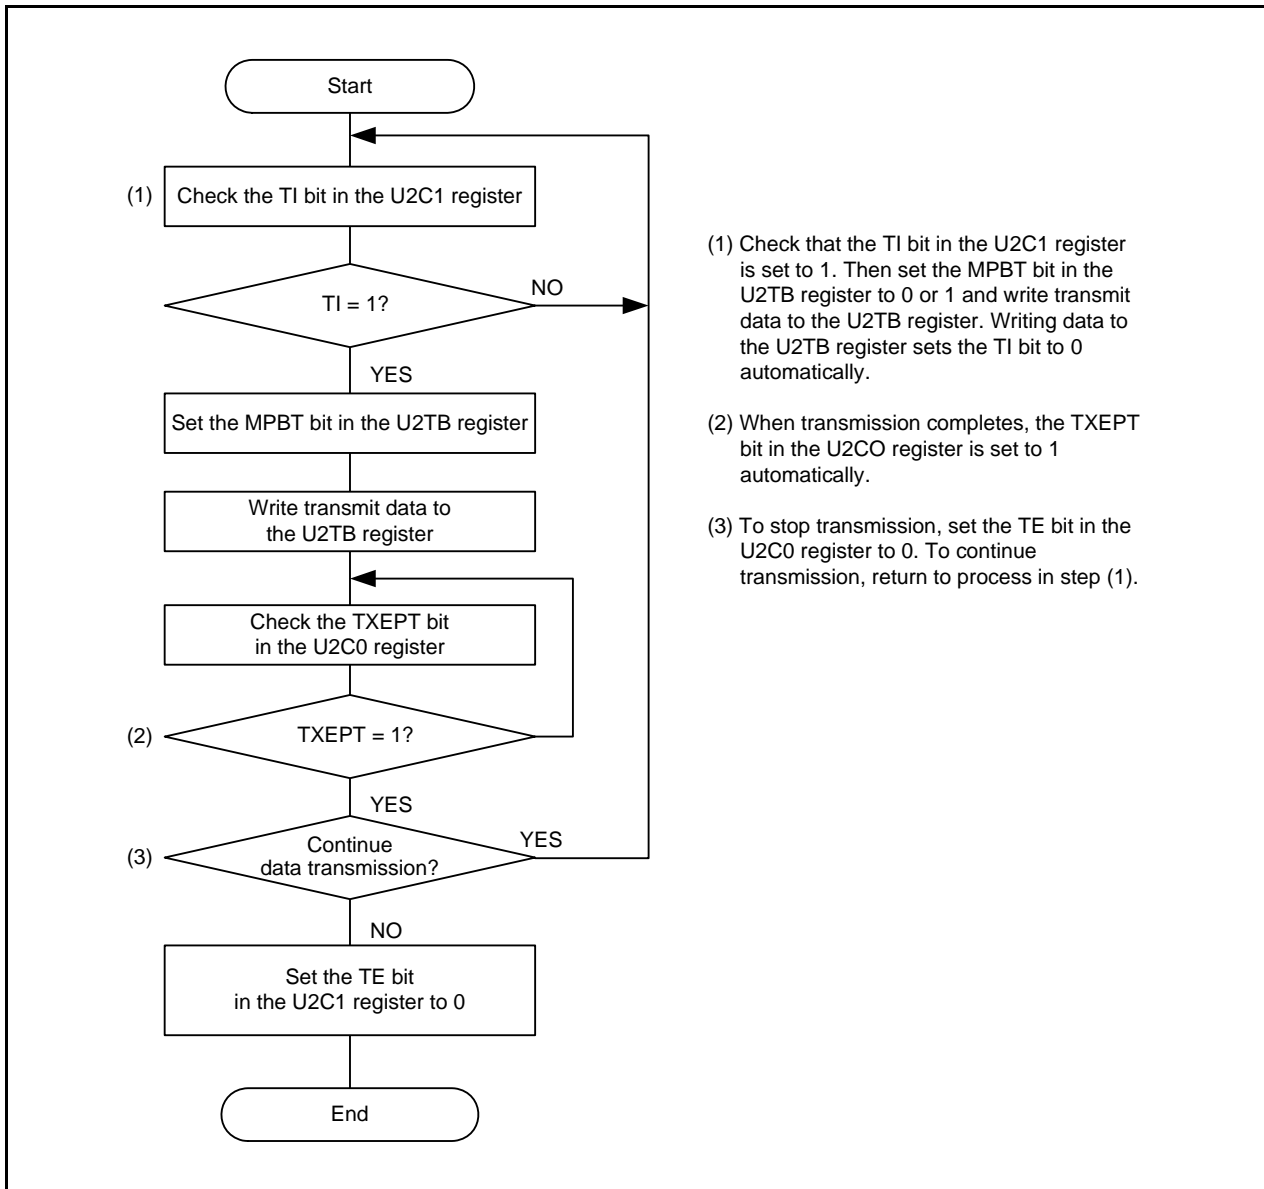 Start
(1) Check the TI bit in the U2C1 register
TI = 1?
NO
YES
Set the MPBT bit in the U2TB register
Write transmit data to
the U2TB register
Check the TXEPT bit
in the U2C0 register
(2) TXEPT = 1?
YES
(3) Continue
data transmission?
YES
NO
Set the TE bit
in the U2C1 register to 0
End
(1) Check that the TI bit in the U2C1 register
is set to 1. Then set the MPBT bit in the
U2TB register to 0 or 1 and write transmit
data to the U2TB register. Writing data to
the U2TB register sets the TI bit to 0
automatically.
(2) When transmission completes, the TXEPT
bit in the U2CO register is set to 1
automatically.
(3) To stop transmission, set the TE bit in the
U2C0 register to 0. To continue
transmission, return to process in step (1).